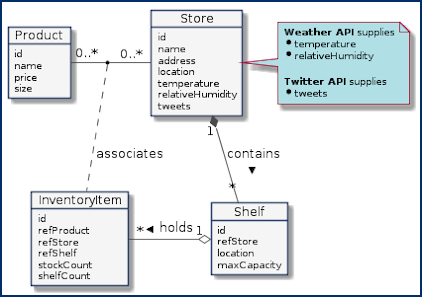 Product
id
name
price
size
0..*
0..*
Store
id
name
address
location
temperature
relativeHumidity
tweets
Weather API supplies
• temperature
• relativeHumidity
Twitter API supplies
• tweets
1
associates
contains
*
InventoryItem
id
refProduct
refStore
refShelf
stockCount
shelfCount
* holds 1
Shelf
id
refStore
location
maxCapacity